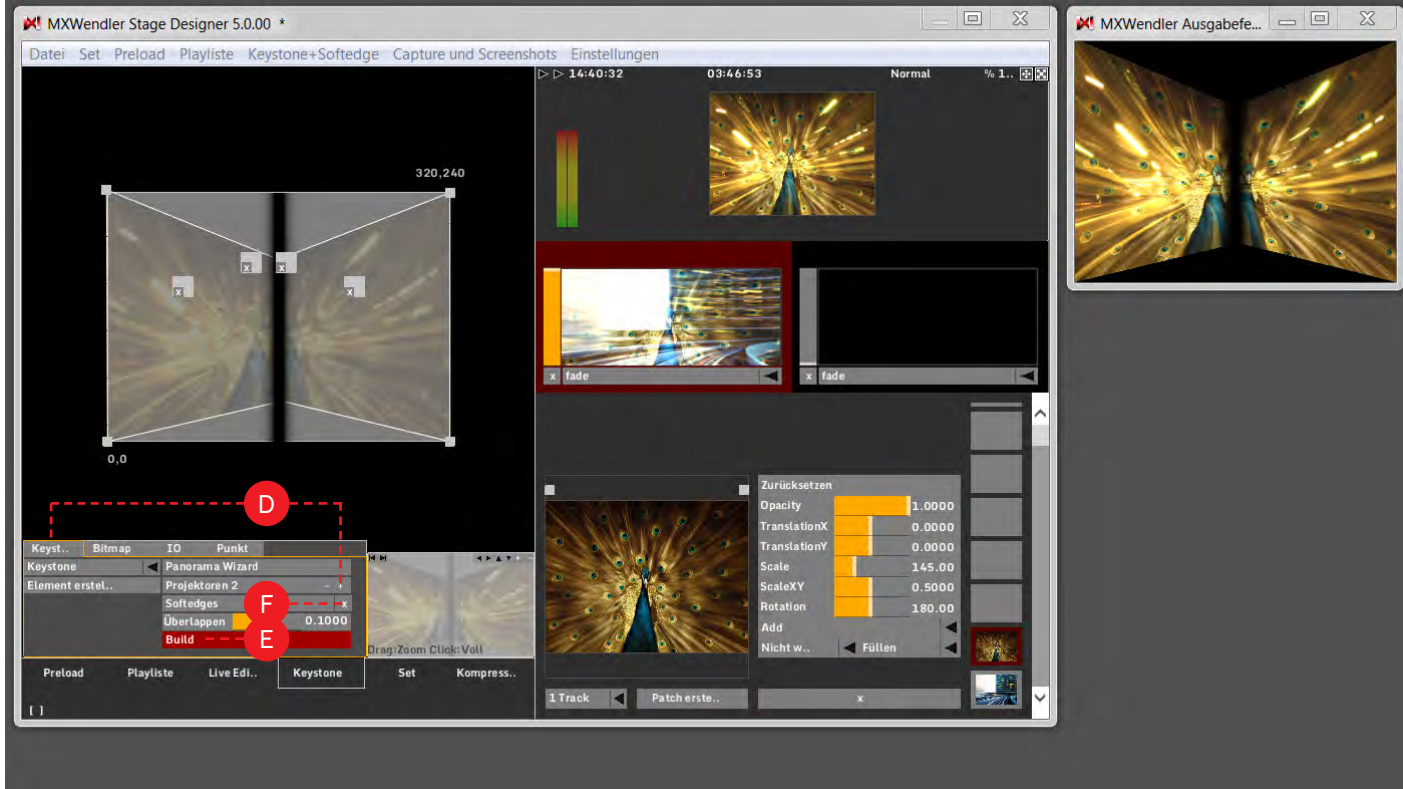 MXWendler Stage Designer 5.0.00 *
Datei Set Preload Playliste Keystone+Softedge Capture und Screenshots Einstellungen
14:40:32 03:46:53 Normal % 1..
320,240
x x
x x
0,0
x fade
x fade
D
Keyst.. Bitmap IO Punkt
Keystone Panorama Wizard
Element erstel.. Projektoren 2 - +
Softedges F x
Überlappen 0.1000
Build E
Drag:Zoom Click:Voll
Preload Playliste Live Edi.. Keystone Set Kompress..
[ ]
Zurücksetzen
Opacity 1.0000
TranslationX 0.0000
TranslationY 0.0000
Scale 145.00
ScaleXY 0.5000
Rotation 180.00
Add
Nicht w.. Füllen
1 Track Patch erste.. x
MXWendler Ausgabefe...